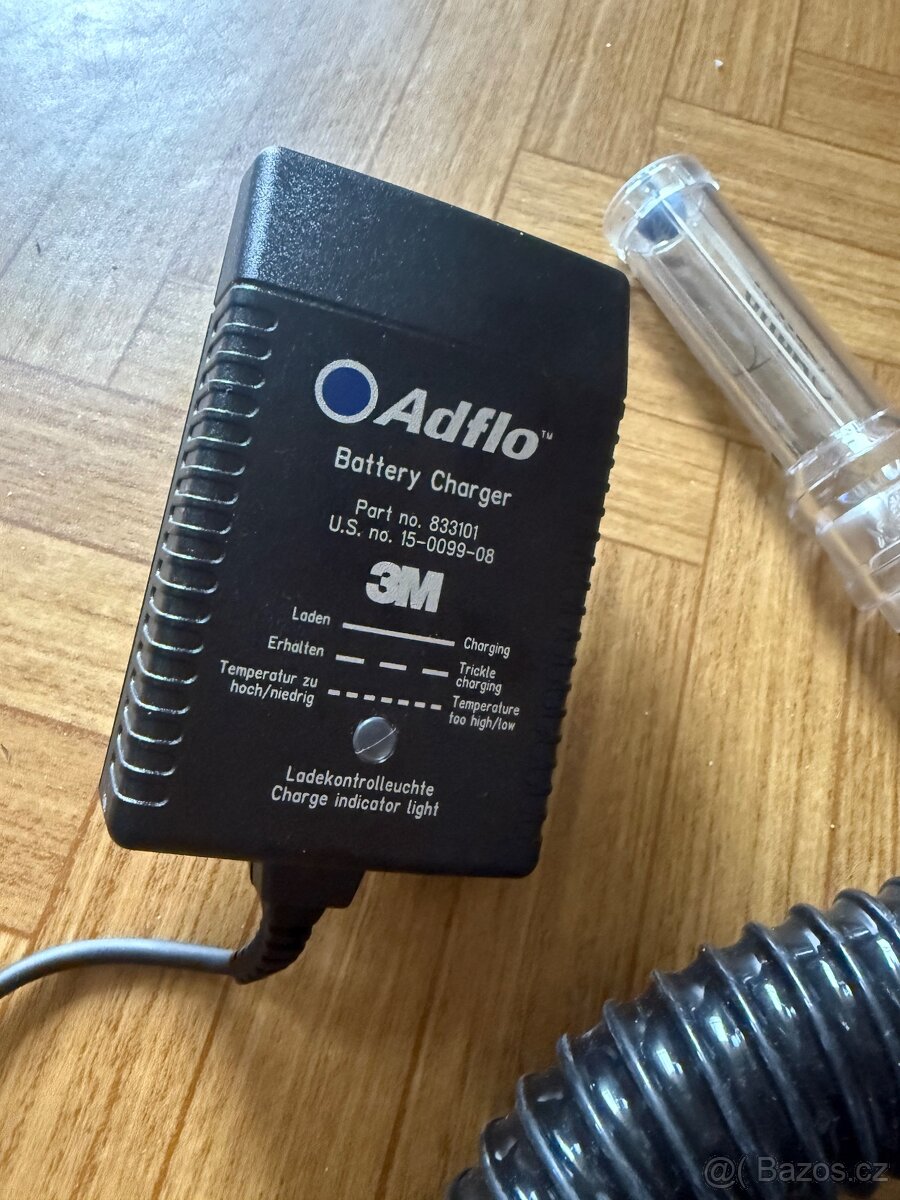 Adflo™
Battery Charger
Part no. 833101
U.S. no. 15-0099-08
3M
Laden Charging
Erhalten Trickle charging
Temperatur zu hoch/niedrig Temperature too high/low
Ladekontrolleuchte
Charge indicator light
@( Bazos.cz